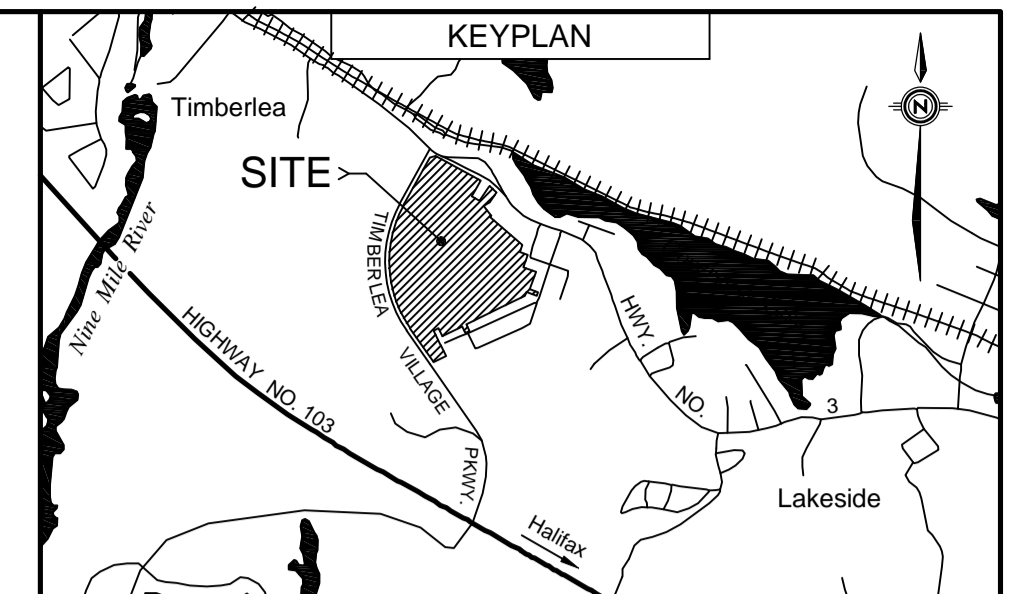 KEYPLAN
N
Timberlea
SITE
TIMBERLEA
VILLAGE
PKWY.
Nine Mile River
HIGHWAY NO. 103
HWY.
NO.
3
Lakeside
Halifax